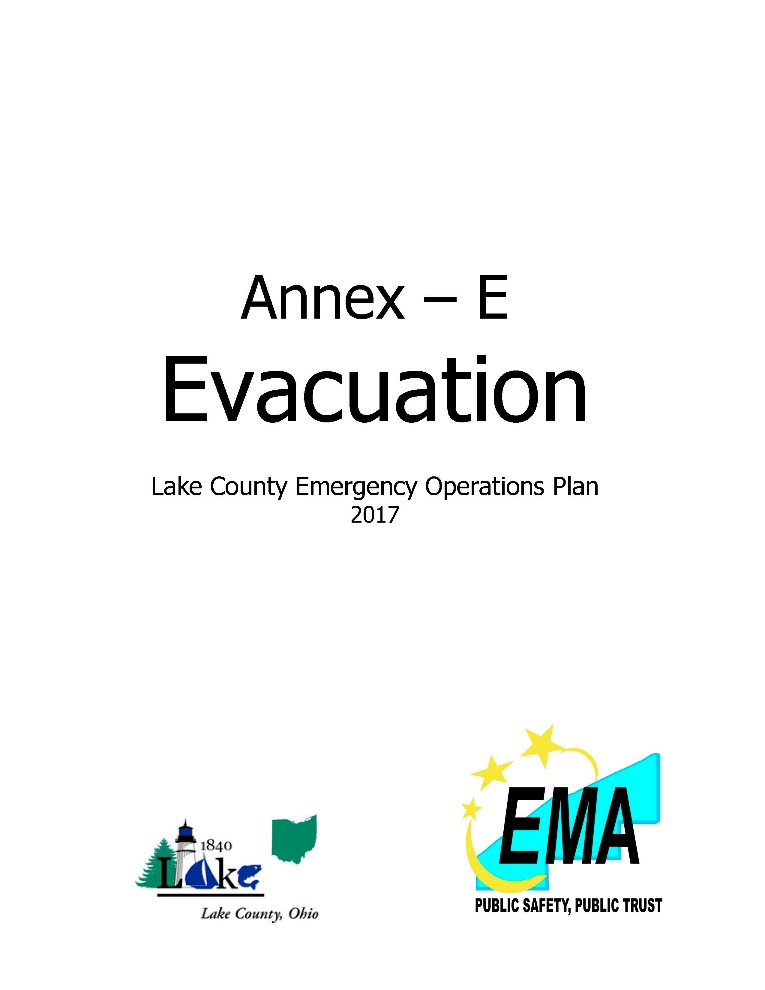 Annex – E
Evacuation
Lake County Emergency Operations Plan
2017
1840
Lake
Lake County, Ohio
EMA
PUBLIC SAFETY, PUBLIC TRUST